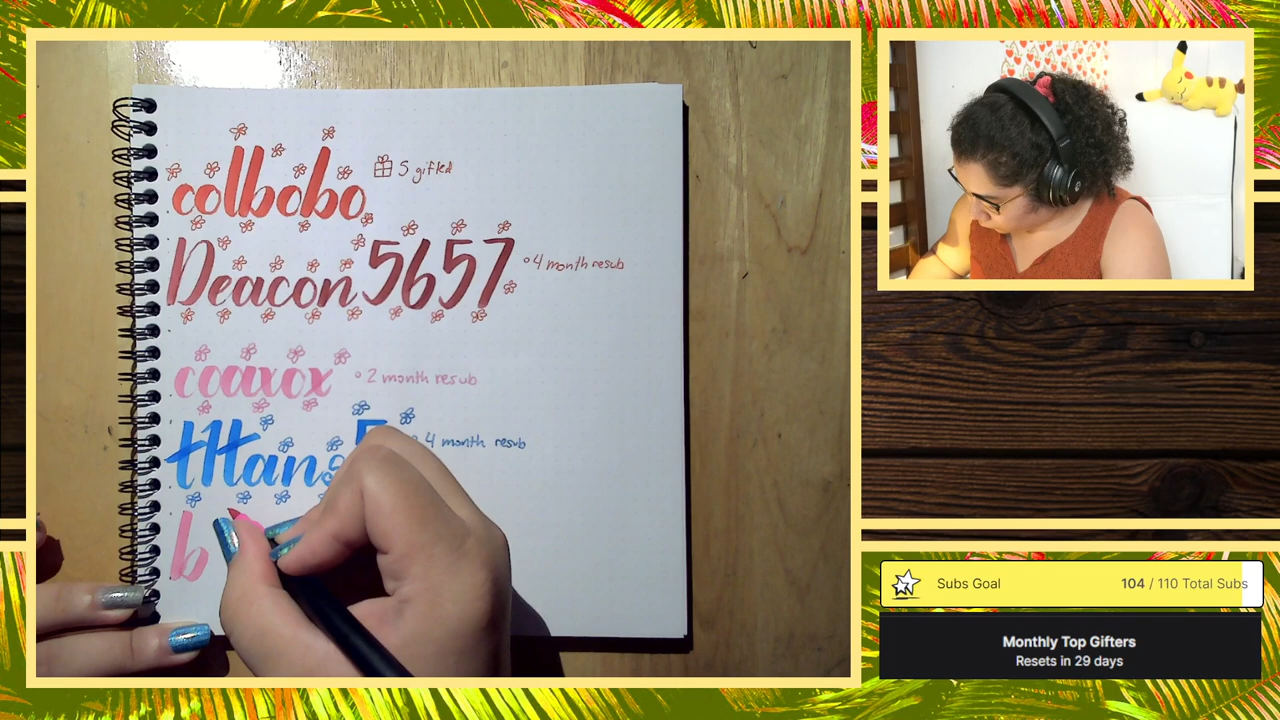 colbobo 5 gifted
Deacon5657 4 month resub
coaxox 2 month resub
4 month resub
b
Subs Goal 104 / 110 Total Subs
Monthly Top Gifters
Resets in 29 days